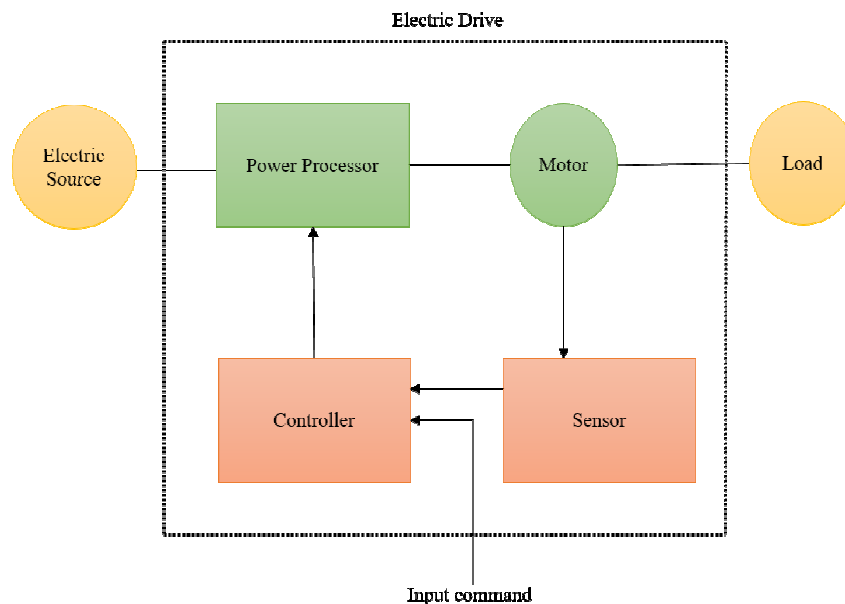 Electric Drive
Electric
Source
Power Processor
Motor
Load
Controller
Sensor
Input command